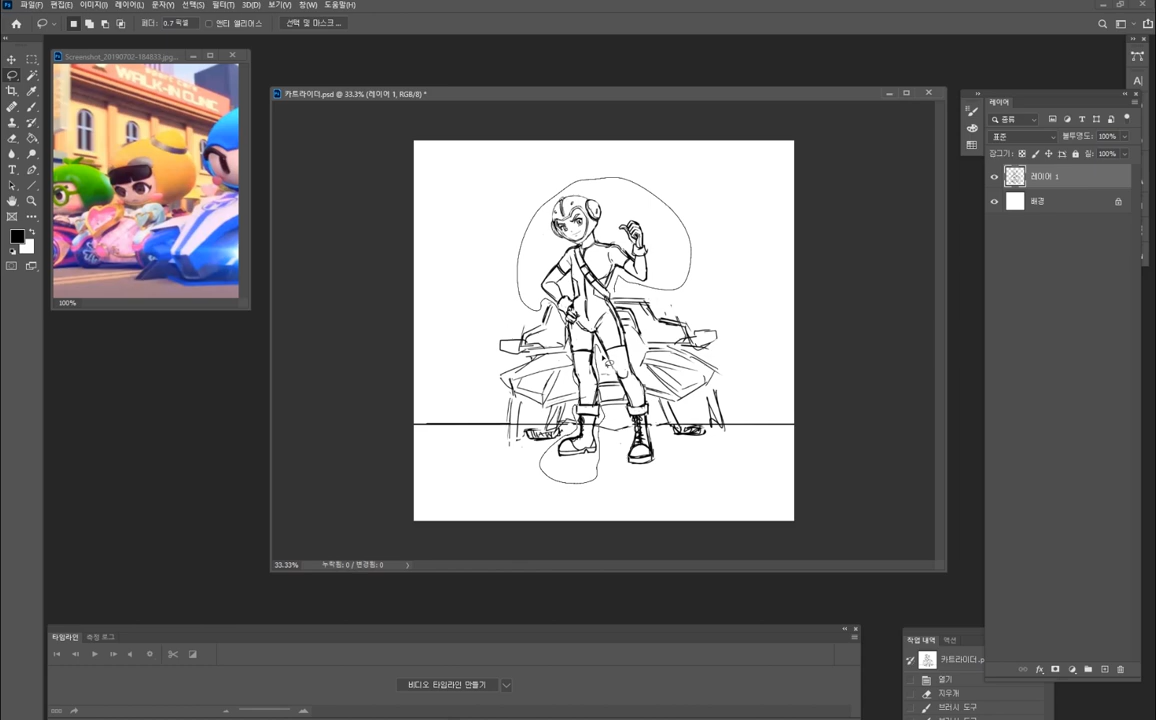 파일(F) 편집(E) 이미지(I) 레이어(L) 문자(Y) 선택(S) 필터(T) 3D(D) 보기(V) 창(W) 도움말(H)
페더: 0.7 픽셀 앤티 앨리어스 선택 및 마스크 ...
Screenshot_20190702-184833.jpg...
WALK-IN CLINIC
100%
카트라이더.psd @ 33.3% (레이어 1, RGB/8) *
33.33% 누락됨: 0 / 변경됨: 0
레이어
종류
표준 불투명도: 100%
잠그기: 칠: 100%
레이어 1
배경
타임라인 측정 로그
비디오 타임라인 만들기
작업 내역 액션
카트라이더.p
열기
지우개
브러시 도구
브러시 도구